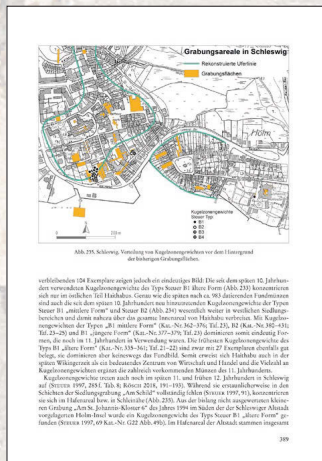 Grabungsareale in Schleswig
Rekonstruierte Uferlinie
Grabungsflächen
Holm
Kugelzonengewichte
Steuer Typ
B1
B2
B3
B4
Abb. 235. Schleswig. Verteilung von Kugelzonengewichten vor dem Hintergrund
der bisherigen Grabungsflächen.
verbleibenden 104 Exemplare zeigen jedoch ein eindeutiges Bild: Die seit dem späten 10. Jahrhun-
dert verwendeten Kugelzonengewichte des Typs Steuer B1 ältere Form (Abb. 233) konzentrieren
sich nur im östlichen Teil Haithabus. Genau wie die späten nach ca. 983 datierenden Fundmünzen
sind auch die seit dem späten 10. Jahrhundert neu hinzutretenden Kugelzonengewichte der Typen
Steuer B1 „mittlere Form“ und Steuer B2 (Abb. 234) wesentlich weiter in westlichen Siedlungs-
bereichen und damit nahezu über das gesamte Innenareal von Haithabu verbreitet. Mit Kugelzo-
nengewichten der Typen „B1 mittlere Form“ (Kat.-Nr. 362–376; Taf. 23), B2 (Kat.-Nr. 380–431;
Taf. 23–25) und B1 „jüngere Form“ (Kat.-Nr. 377–379; Taf. 23) dominieren somit eindeutig For-
men, die noch im 11. Jahrhundert in Verwendung waren. Die frühesten Kugelzonengewichte des
Typs B1 „ältere Form“ (Kat.-Nr. 335–361; Taf. 21–22) sind zwar mit 27 Exemplaren ebenfalls gut
belegt, sie dominieren aber keineswegs das Fundbild. Somit erweist sich Haithabu auch in der
späten Wikingerzeit als ein bedeutendes Zentrum von Wirtschaft und Handel und die Vielzahl an
Kugelzonengewichten ergänzt die zahlreich vorkommenden Münzen des 11. Jahrhunderts.
Kugelzonengewichte treten auch noch im späten 11. und frühen 12. Jahrhundert in Schleswig
auf (Steuer 1997, 285 f. Tab. 8; Rösch 2018, 191–193). Während sie erstaunlicherweise in den
Schichten der Siedlungsgrabung „Am Schild“ vollständig fehlen (Steuer 1997, 91), konzentrieren
sie sich im Hafenareal bzw. in Schleinähe (Abb. 235). Aus der bislang nicht ausgewerteten kleine-
ren Grabung „Am St. Johannis-Kloster 6“ des Jahres 1994 im Süden der der Schleswiger Altstadt
vorgelagerten Holm-Insel wurde ein Kugelzonengewicht des Typs Steuer B1 „ältere Form“ ge-
funden (Steuer 1997, 69 Kat.-Nr. G22 Abb. 49b). Im Hafenareal der Altstadt stammen insgesamt
389